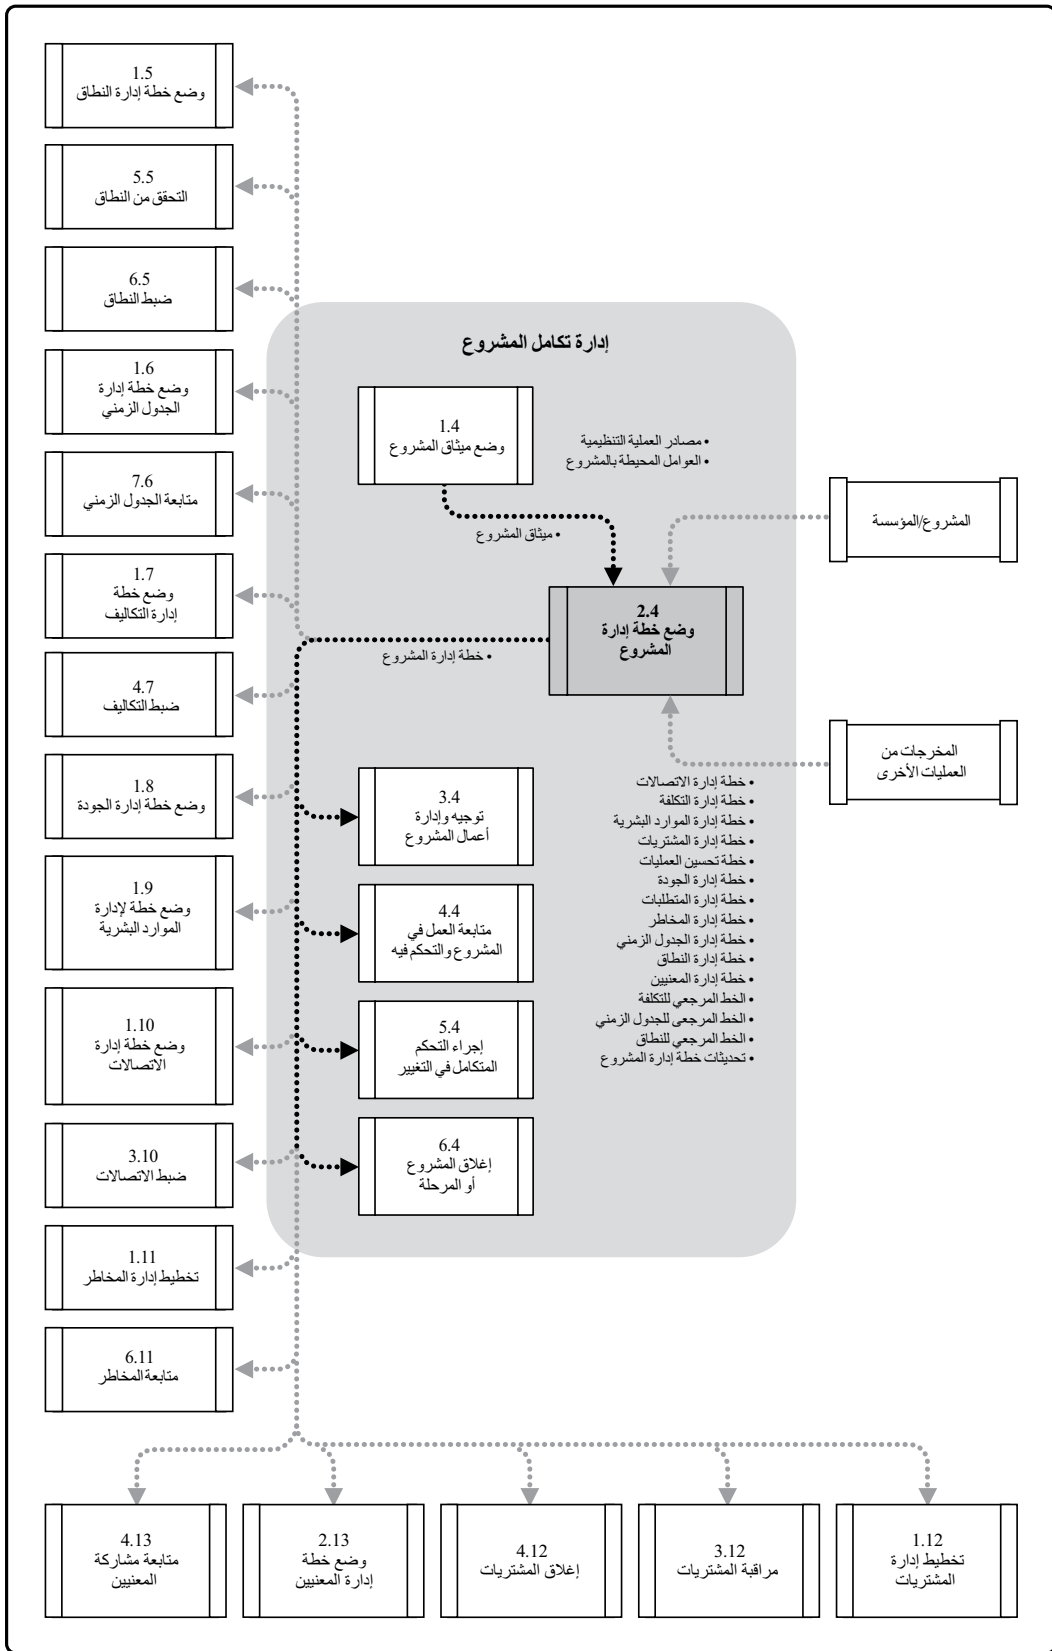 1.5
وضع خطة إدارة النطاق
5.5
التحقق من النطاق
6.5
ضبط النطاق
1.6
وضع خطة إدارة
الجدول الزمني
7.6
متابعة الجدول الزمني
1.7
وضع خطة
إدارة التكاليف
4.7
ضبط التكاليف
1.8
وضع خطة إدارة الجودة
1.9
وضع خطة لإدارة
الموارد البشرية
1.10
وضع خطة إدارة
الاتصالات
3.10
ضبط الاتصالات
1.11
تخطيط إدارة المخاطر
6.11
متابعة المخاطر
إدارة تكامل المشروع
1.4
وضع ميثاق المشروع
• مصادر العملية التنظيمية
• العوامل المحيطة بالمشروع
• ميثاق المشروع
المشروع/المؤسسة
2.4
وضع خطة إدارة
المشروع
• خطة إدارة المشروع
المخرجات من
العمليات الأخرى
3.4
توجيه وإدارة
أعمال المشروع
4.4
متابعة العمل في
المشروع والتحكم فيه
5.4
إجراء التحكم
المتكامل في التغيير
6.4
إغلاق المشروع
أو المرحلة
• خطة إدارة الاتصالات
• خطة إدارة التكلفة
• خطة إدارة الموارد البشرية
• خطة إدارة المشتريات
• خطة تحسين العمليات
• خطة إدارة الجودة
• خطة إدارة المتطلبات
• خطة إدارة المخاطر
• خطة إدارة الجدول الزمني
• خطة إدارة النطاق
• خطة إدارة المعنيين
• الخط المرجعي للتكلفة
• الخط المرجعى للجدول الزمني
• الخط المرجعي للنطاق
• تحديثات خطة إدارة المشروع
1.12
تخطيط إدارة
المشتريات
3.12
مراقبة المشتريات
4.12
إغلاق المشتريات
2.13
وضع خطة
إدارة المعنيين
4.13
متابعة مشاركة
المعنيين